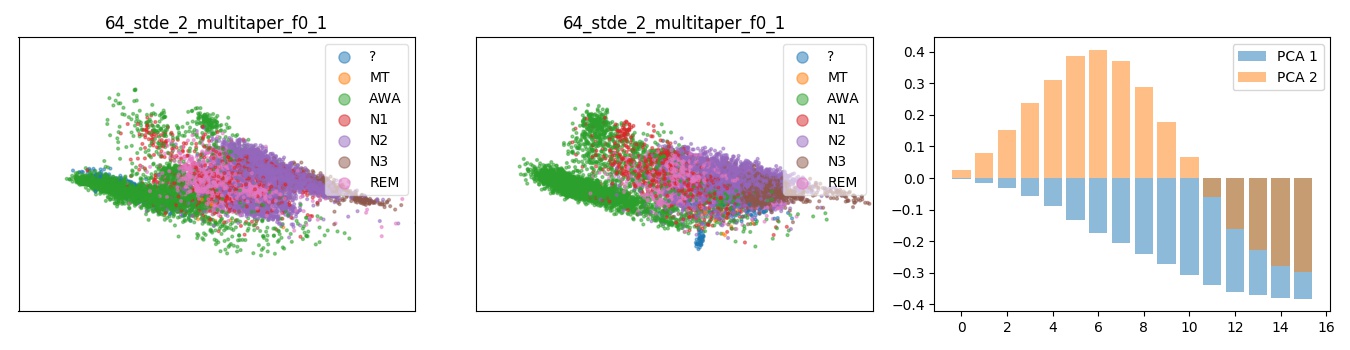 64_stde_2_multitaper_f0_1
?
MT
AWA
N1
N2
N3
REM
64_stde_2_multitaper_f0_1
?
MT
AWA
N1
N2
N3
REM
PCA 1
PCA 2
0.4
0.3
0.2
0.1
0.0
−0.1
−0.2
−0.3
−0.4
0 2 4 6 8 10 12 14 16